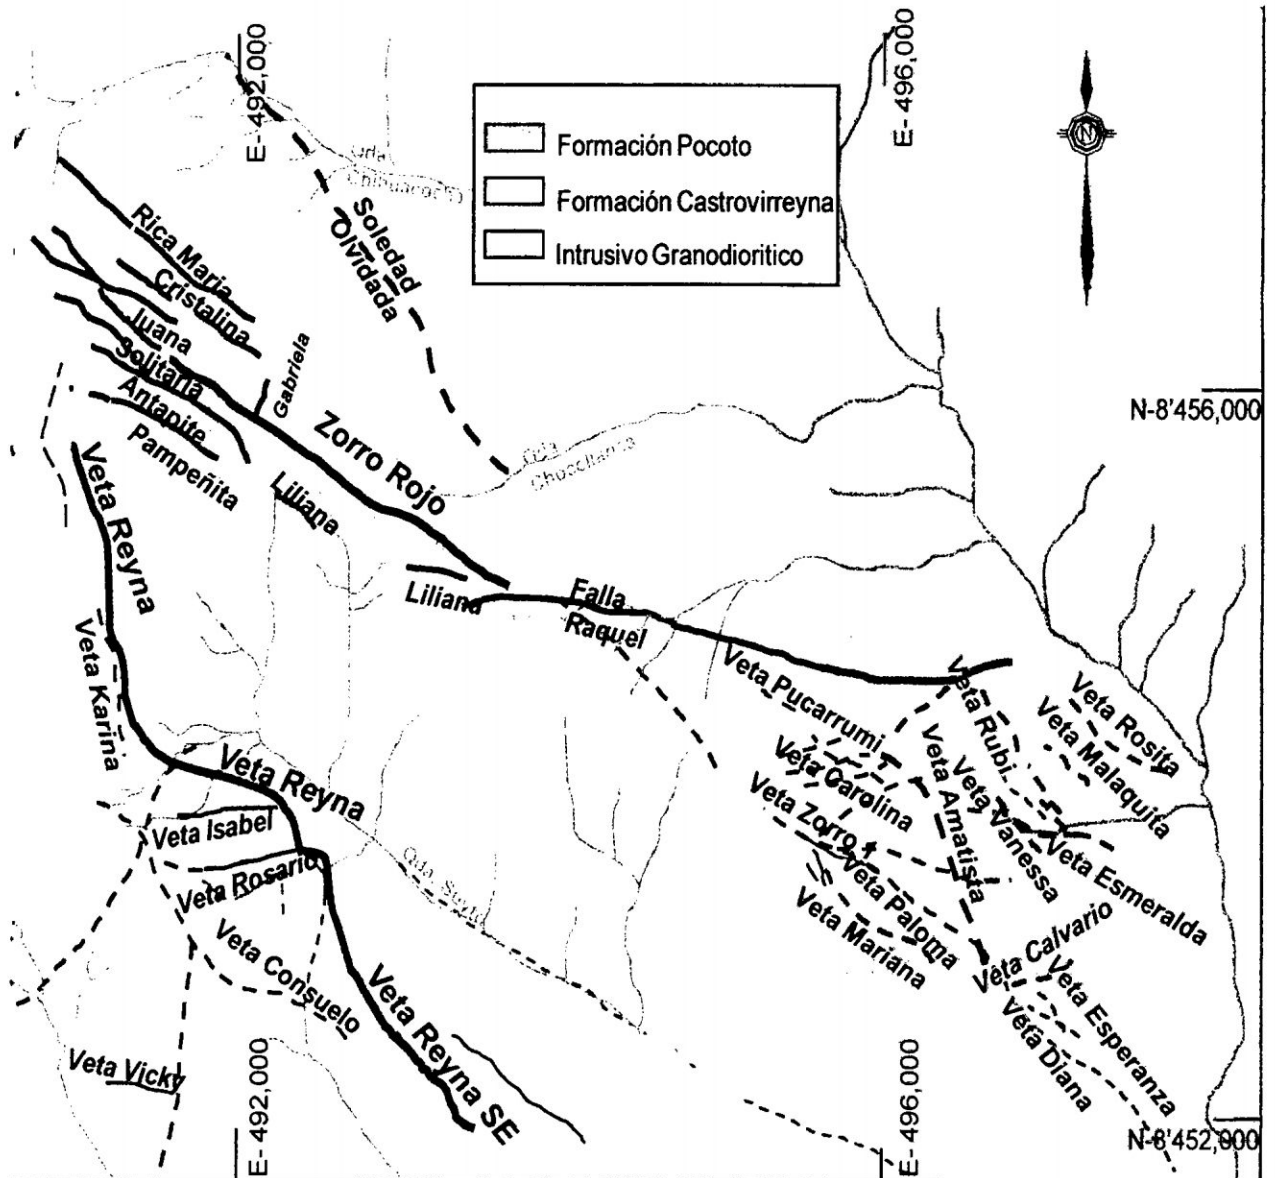 E- 492,000
E- 496,000
Formación Pocoto
Formación Castrovirreyna
Intrusivo Granodioritico
N
Qda.
Soledad
Olvidada
Rica Maria
Cristalina
Juana
Solitaria
Antapite
Pampeñita
Gabriela
Zorro Rojo
Liliana
N-8'456,000
Qda
Veta Reyna
Liliana
Falla
Raquel
Veta Karina
Veta Pucarrumi
Veta Rubi
Veta Rosita
Veta Malaquita
Veta Amatista
Veta Carolina
Veta Vanessa
Veta Zorro 1
Veta Esmeralda
Veta Reyna
Veta Isabel
Veta Rosario
Veta Paloma
Veta Mariana
Veta Calvario
Veta Consuelo
Veta Esperanza
Veta Diana
Veta Reyna SE
Veta Vicky
E- 492,000
E- 496,000
N-8'452,000